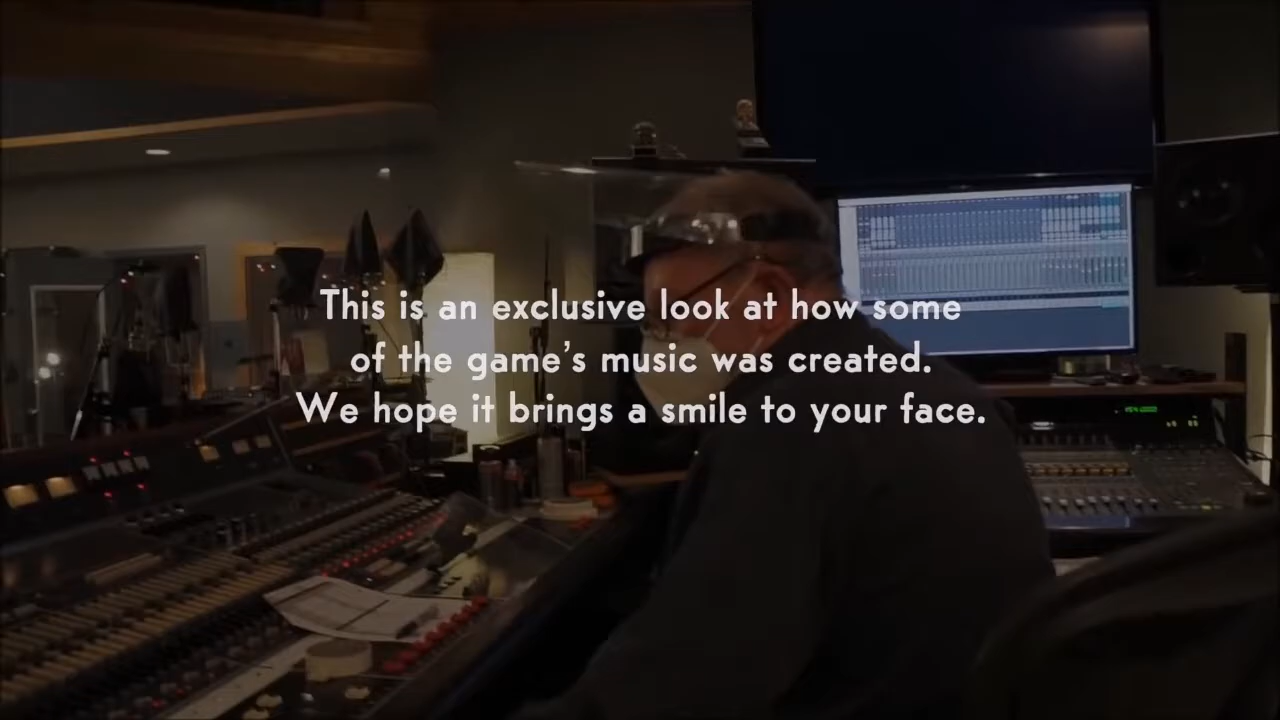 This is an exclusive look at how some
of the game’s music was created.
We hope it brings a smile to your face.